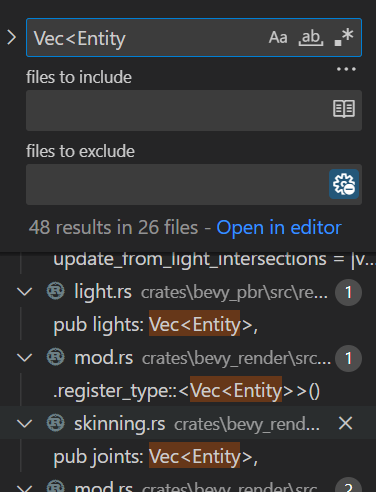 Vec<Entity
Aa ab .*
files to include
...
files to exclude
48 results in 26 files - Open in editor
update_from_light_intersections = |v...
light.rs crates\bevy_pbr\src\re... 1
pub lights: Vec<Entity>,
mod.rs crates\bevy_render\src... 1
.register_type::<Vec<Entity>>()
skinning.rs crates\bevy_rend...
pub joints: Vec<Entity>,
mod.rs crates\bevy_render\src... 2